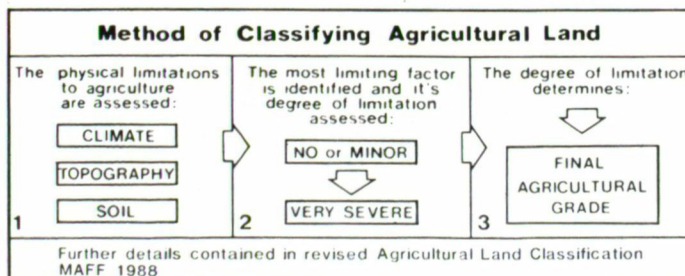 Method of Classifying Agricultural Land
The physical limitations
to agriculture
are assessed:
CLIMATE
TOPOGRAPHY
SOIL
1
The most limiting factor
is identified and it's
degree of limitation
assessed:
NO or MINOR
VERY SEVERE
2
The degree of limitation
determines:
FINAL
AGRICULTURAL
GRADE
3
Further details contained in revised Agricultural Land Classification
MAFF 1988